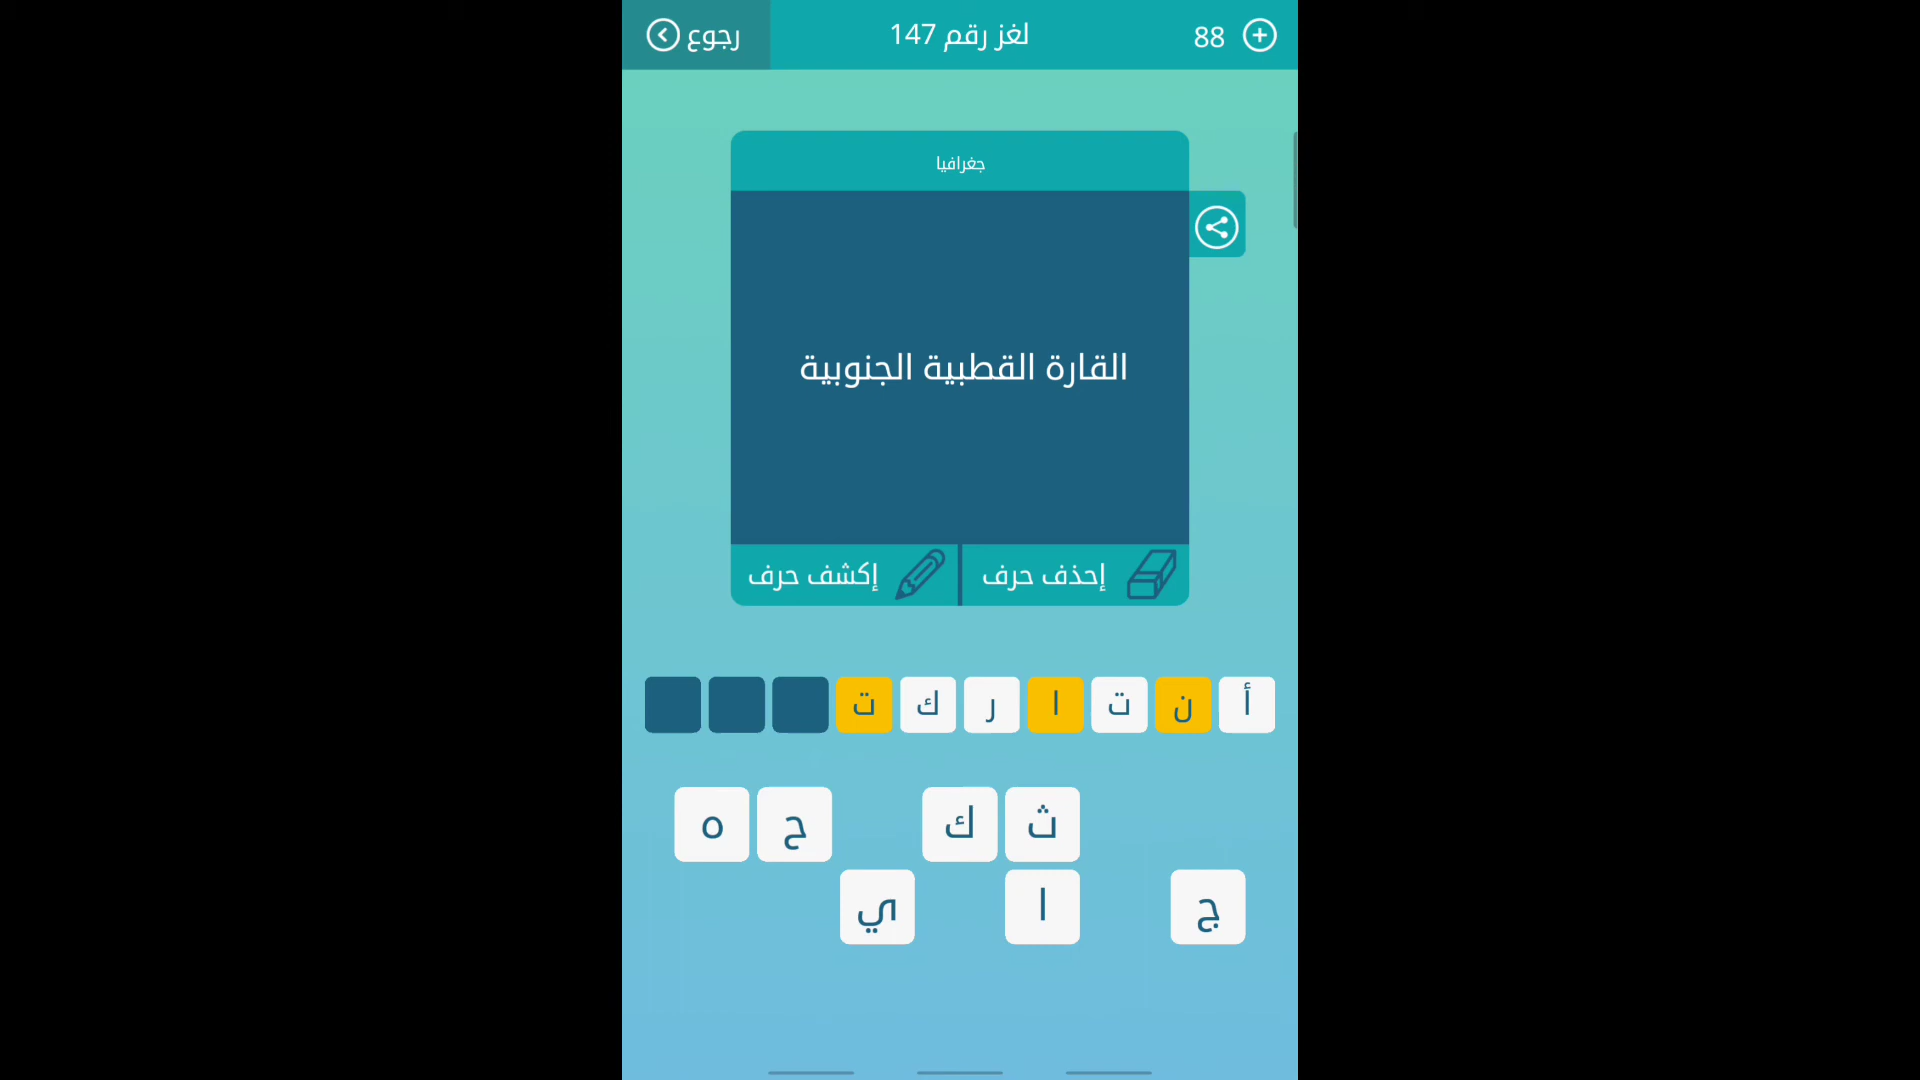 رجوع
لغز رقم 147
88
جغرافيا
القارة القطبية الجنوبية
إحذف حرف
إكشف حرف
أ ن ت ا ر ك ت
ث ك ح ه
ج ا ي